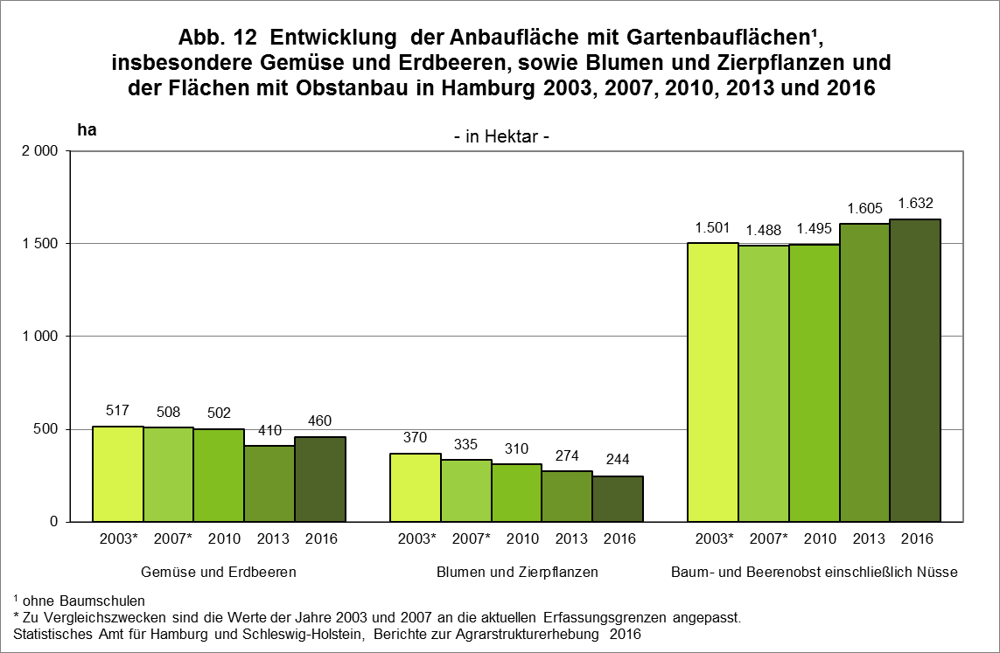 Abb. 12 Entwicklung der Anbaufläche mit Gartenbauflächen¹,
insbesondere Gemüse und Erdbeeren, sowie Blumen und Zierpflanzen und
der Flächen mit Obstanbau in Hamburg 2003, 2007, 2010, 2013 und 2016
ha
- in Hektar -
2 000
1 500
1 000
500
0
517 508 502 410 460
370 335 310 274 244
1.501 1.488 1.495 1.605 1.632
2003* 2007* 2010 2013 2016 2003* 2007* 2010 2013 2016 2003* 2007* 2010 2013 2016
Gemüse und Erdbeeren Blumen und Zierpflanzen Baum- und Beerenobst einschließlich Nüsse
¹ ohne Baumschulen
* Zu Vergleichszwecken sind die Werte der Jahre 2003 und 2007 an die aktuellen Erfassungsgrenzen angepasst.
Statistisches Amt für Hamburg und Schleswig-Holstein, Berichte zur Agrarstrukturerhebung 2016